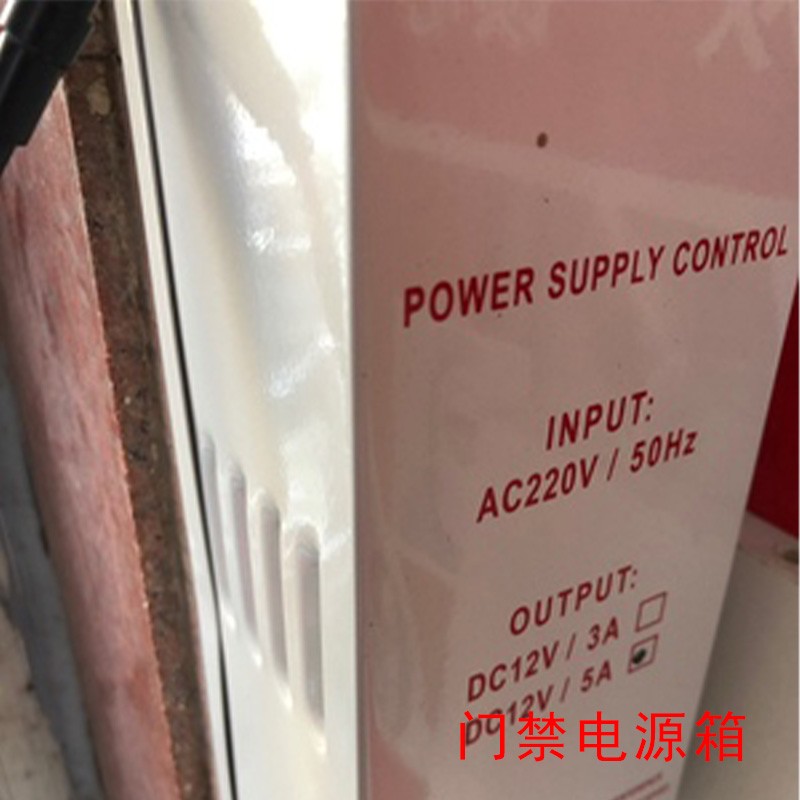 POWER SUPPLY CONTROL
INPUT:
AC220V / 50Hz
OUTPUT:
DC12V / 3A
DC12V / 5A
门禁电源箱